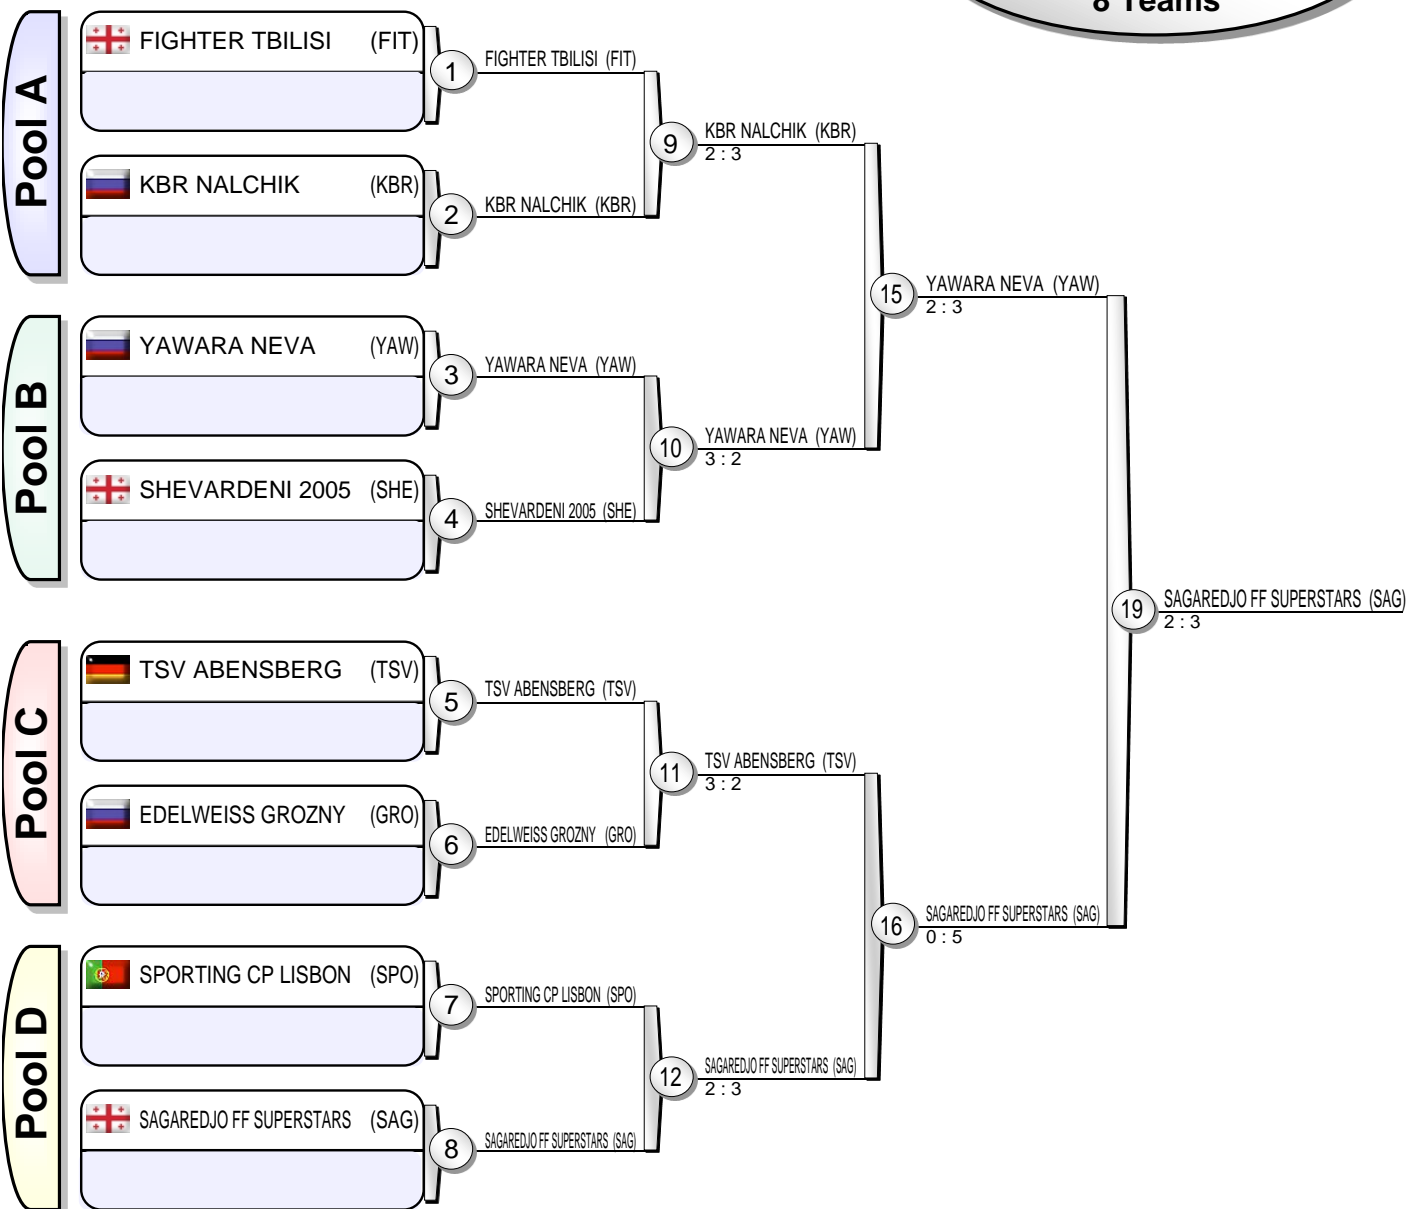 8 Teams
Pool A
FIGHTER TBILISI (FIT)
1
FIGHTER TBILISI (FIT)
KBR NALCHIK (KBR)
2
KBR NALCHIK (KBR)
9
KBR NALCHIK (KBR)
2 : 3
Pool B
YAWARA NEVA (YAW)
3
YAWARA NEVA (YAW)
SHEVARDENI 2005 (SHE)
4
SHEVARDENI 2005 (SHE)
10
YAWARA NEVA (YAW)
3 : 2
15
YAWARA NEVA (YAW)
2 : 3
Pool C
TSV ABENSBERG (TSV)
5
TSV ABENSBERG (TSV)
EDELWEISS GROZNY (GRO)
6
EDELWEISS GROZNY (GRO)
11
TSV ABENSBERG (TSV)
3 : 2
Pool D
SPORTING CP LISBON (SPO)
7
SPORTING CP LISBON (SPO)
SAGAREDJO FF SUPERSTARS (SAG)
8
SAGAREDJO FF SUPERSTARS (SAG)
12
SAGAREDJO FF SUPERSTARS (SAG)
2 : 3
16
SAGAREDJO FF SUPERSTARS (SAG)
0 : 5
19
SAGAREDJO FF SUPERSTARS (SAG)
2 : 3